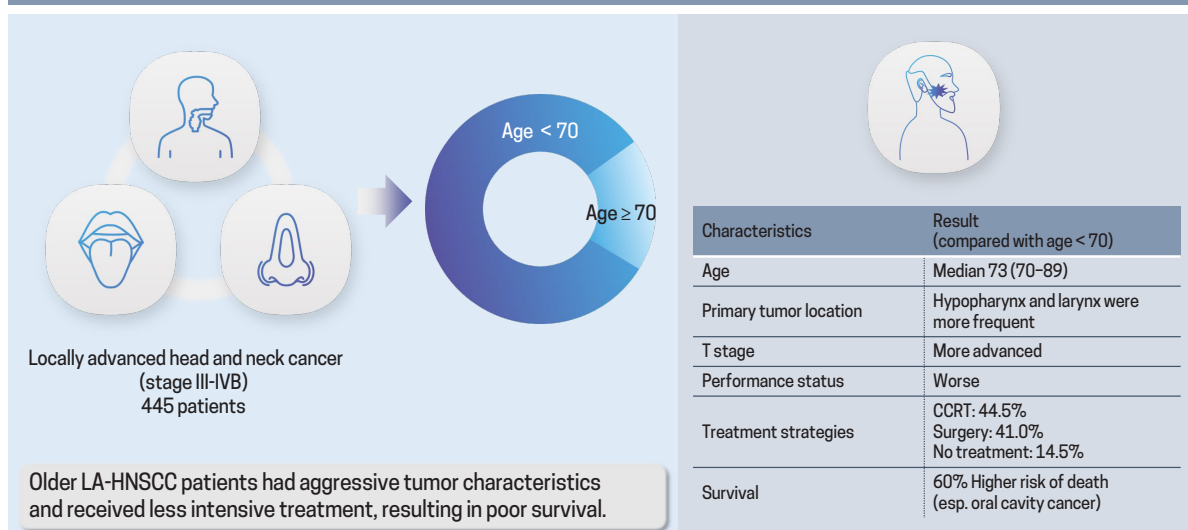 Age < 70
Age ≥ 70
Locally advanced head and neck cancer
(stage III-IVB)
445 patients
Older LA-HNSCC patients had aggressive tumor characteristics
and received less intensive treatment, resulting in poor survival.
Characteristics
Result
(compared with age < 70)
Age
Median 73 (70–89)
Primary tumor location
Hypopharynx and larynx were
more frequent
T stage
More advanced
Performance status
Worse
Treatment strategies
CCRT: 44.5%
Surgery: 41.0%
No treatment: 14.5%
Survival
60% Higher risk of death
(esp. oral cavity cancer)